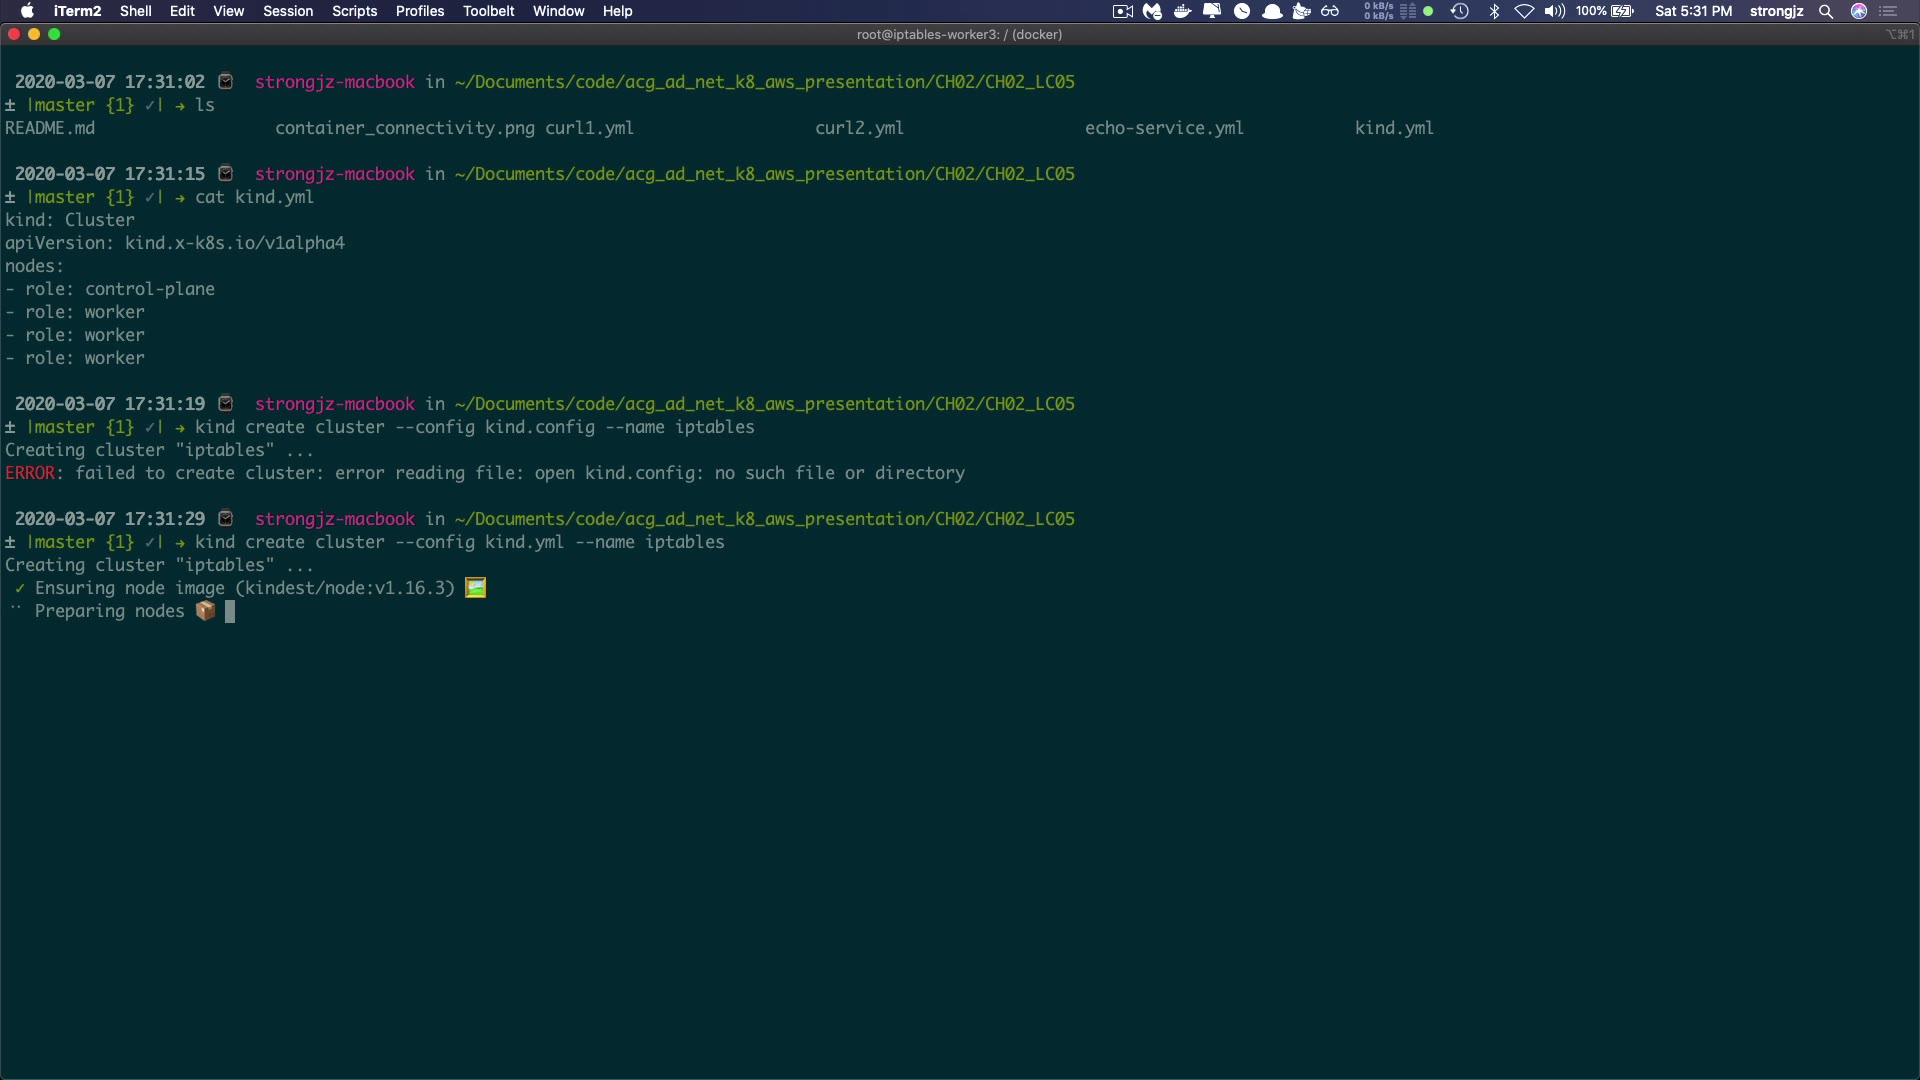 iTerm2 Shell Edit View Session Scripts Profiles Toolbelt Window Help 0 kB/s 0 kB/s 100% Sat 5:31 PM strongjz
root@iptables-worker3: / (docker) ⌥⌘1
2020-03-07 17:31:02 strongjz-macbook in ~/Documents/code/acg_ad_net_k8_aws_presentation/CH02/CH02_LC05
± |master {1} ✓| → ls
README.md container_connectivity.png curl1.yml curl2.yml echo-service.yml kind.yml
2020-03-07 17:31:15 strongjz-macbook in ~/Documents/code/acg_ad_net_k8_aws_presentation/CH02/CH02_LC05
± |master {1} ✓| → cat kind.yml
kind: Cluster
apiVersion: kind.x-k8s.io/v1alpha4
nodes:
- role: control-plane
- role: worker
- role: worker
- role: worker
2020-03-07 17:31:19 strongjz-macbook in ~/Documents/code/acg_ad_net_k8_aws_presentation/CH02/CH02_LC05
± |master {1} ✓| → kind create cluster --config kind.config --name iptables
Creating cluster "iptables" ...
ERROR: failed to create cluster: error reading file: open kind.config: no such file or directory
2020-03-07 17:31:29 strongjz-macbook in ~/Documents/code/acg_ad_net_k8_aws_presentation/CH02/CH02_LC05
± |master {1} ✓| → kind create cluster --config kind.yml --name iptables
Creating cluster "iptables" ...
✓ Ensuring node image (kindest/node:v1.16.3) 🖼
Preparing nodes 📦